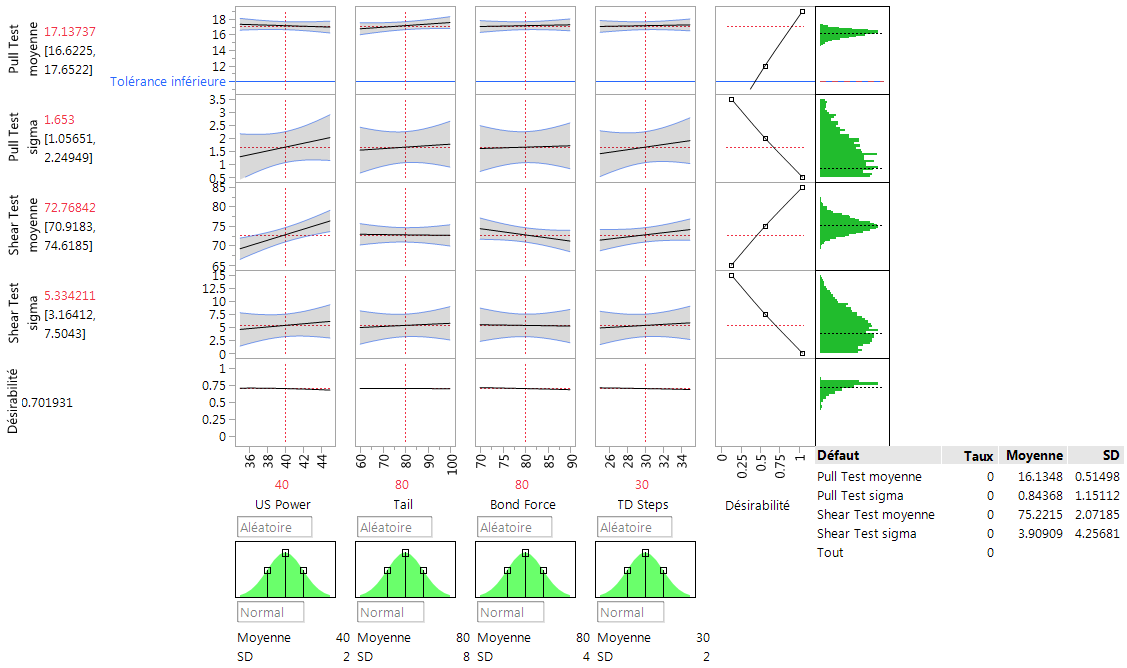 Pull Test
moyenne
17.13737
[16.6225,
17.6522]
Tolérance inférieure
18
16
14
12
Pull Test
sigma
1.653
[1.05651,
2.24949]
3.5
3
2.5
2
1.5
1
0.5
Shear Test
moyenne
72.76842
[70.9183,
74.6185]
85
80
75
70
65
Shear Test
sigma
5.334211
[3.16412,
7.5043]
15
12.5
10
7.5
5
2.5
0
Désirabilité
0.701931
1
0.75
0.5
0.25
0
36 38 40 42 44
60 70 80 90 100
70 75 80 85 90
26 28 30 32 34
0 0.25 0.5 0.75 1
40 80 80 30
US Power Tail Bond Force TD Steps Désirabilité
Aléatoire Aléatoire Aléatoire Aléatoire
Normal Normal Normal Normal
Moyenne 40 Moyenne 80 Moyenne 80 Moyenne 30
SD 2 SD 8 SD 4 SD 2
Défaut Taux Moyenne SD
Pull Test moyenne 0 16.1348 0.51498
Pull Test sigma 0 0.84368 1.15112
Shear Test moyenne 0 75.2215 2.07185
Shear Test sigma 0 3.90909 4.25681
Tout 0